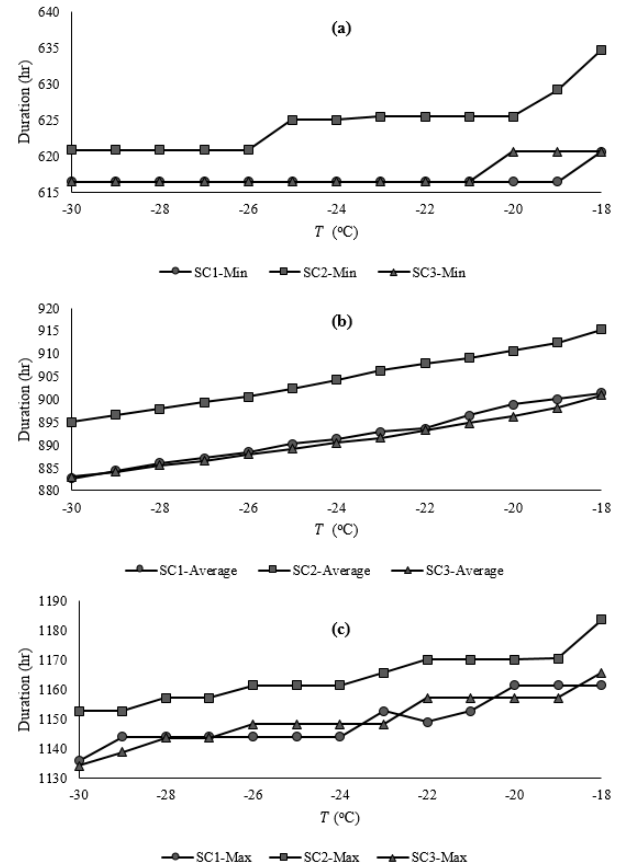 (a)
Duration (hr)
640
635
630
625
620
615
-30 -28 -26 -24 -22 -20 -18
T (°C)
SC1-Min SC2-Min SC3-Min
(b)
Duration (hr)
920
915
910
905
900
895
890
885
880
-30 -28 -26 -24 -22 -20 -18
T (°C)
SC1-Average SC2-Average SC3-Average
(c)
Duration (hr)
1190
1180
1170
1160
1150
1140
1130
-30 -28 -26 -24 -22 -20 -18
T (°C)
SC1-Max SC2-Max SC3-Max